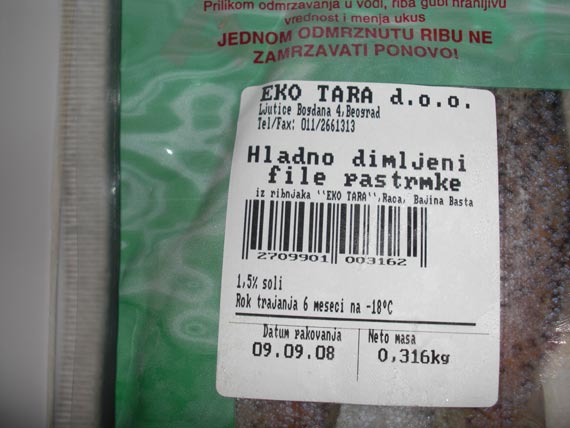 Prilikom odmrzavanja u vodi, riba gubi hranljivu
vrednost i menja ukus
JEDNOM ODMRZNUTU RIBU NE
ZAMRZAVATI PONOVO!
EKO TARA d.o.o.
Ljutice Bogdana 4,Beograd
Tel/Fax: 011/2661313
Hladno dimljeni
file pastrmke
iz ribnjaka ''EKO TARA'',Raca, Bajina Basta
2709901 003162
1,5% soli
Rok trajanja 6 meseci na -18°C
Datum pakovanja
09.09.08
Neto masa
0,316kg